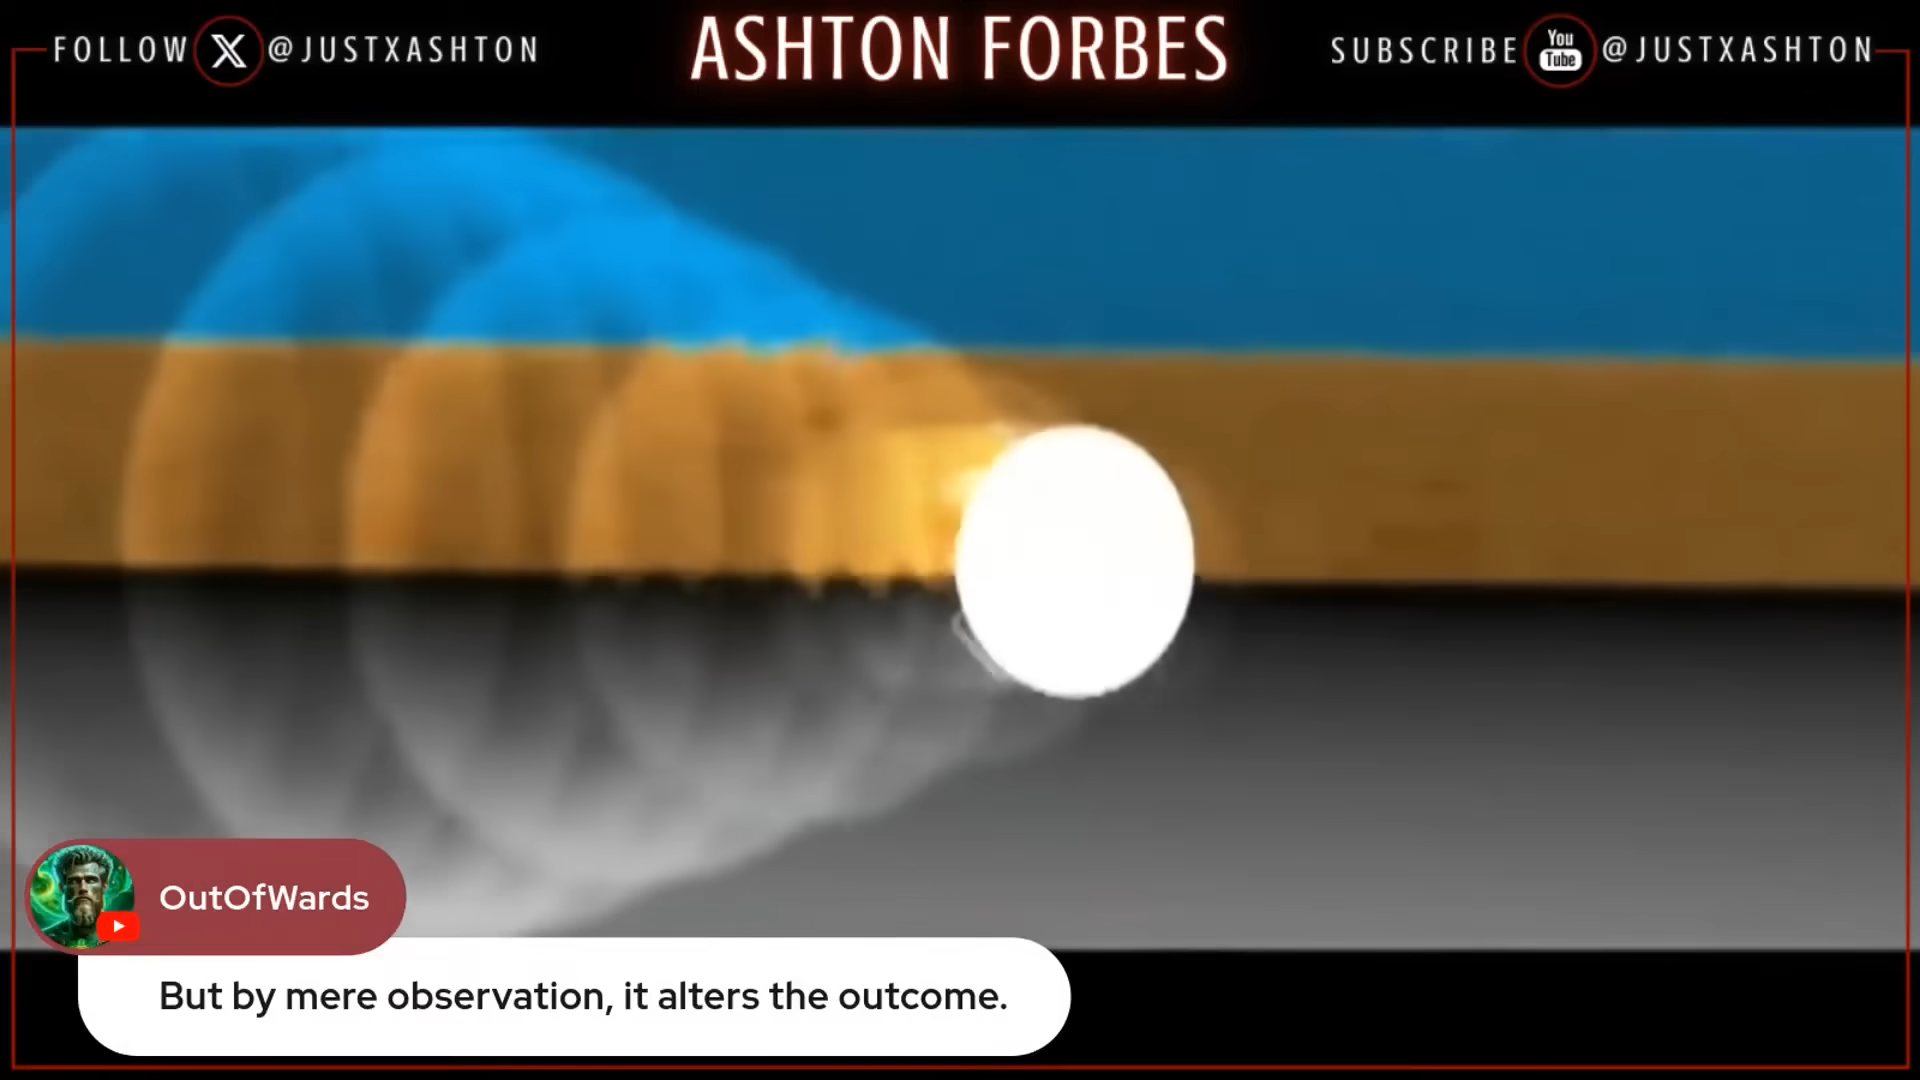 FOLLOW X @JUSTXASHTON
ASHTON FORBES
SUBSCRIBE You Tube @JUSTXASHTON
OutOfWards
But by mere observation, it alters the outcome.